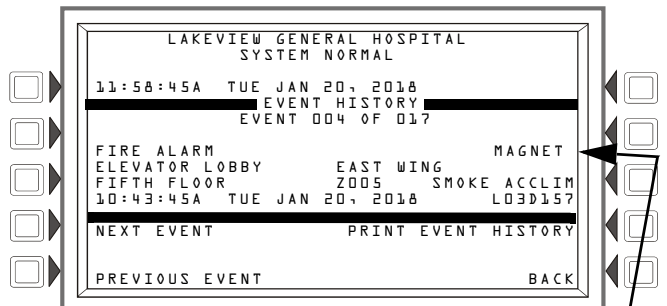 LAKEVIEW GENERAL HOSPITAL
SYSTEM NORMAL
11:58:45A TUE JAN 20, 2018
EVENT HISTORY
EVENT 004 OF 017
FIRE ALARM MAGNET
ELEVATOR LOBBY EAST WING
FIFTH FLOOR Z005 SMOKE ACCLIM
10:43:45A TUE JAN 20, 2018 L03D157
NEXT EVENT PRINT EVENT HISTORY
PREVIOUS EVENT BACK